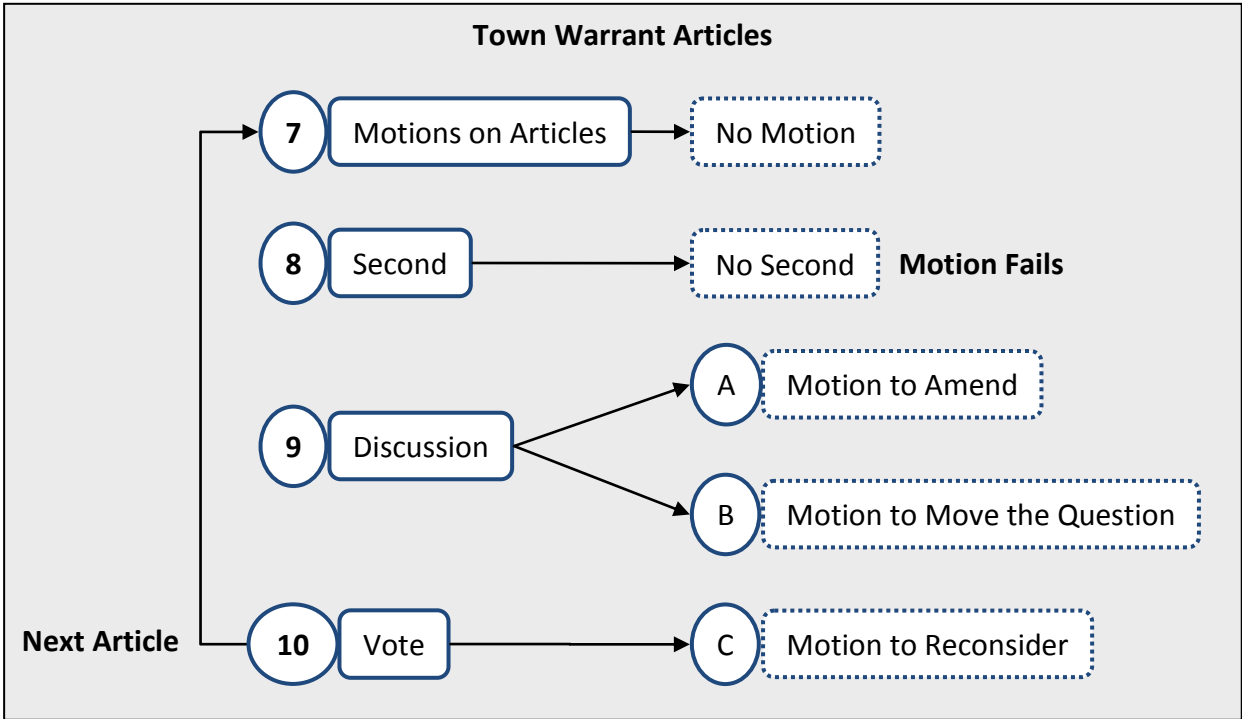 Town Warrant Articles
7 Motions on Articles No Motion
8 Second No Second Motion Fails
A Motion to Amend
9 Discussion
B Motion to Move the Question
Next Article 10 Vote C Motion to Reconsider